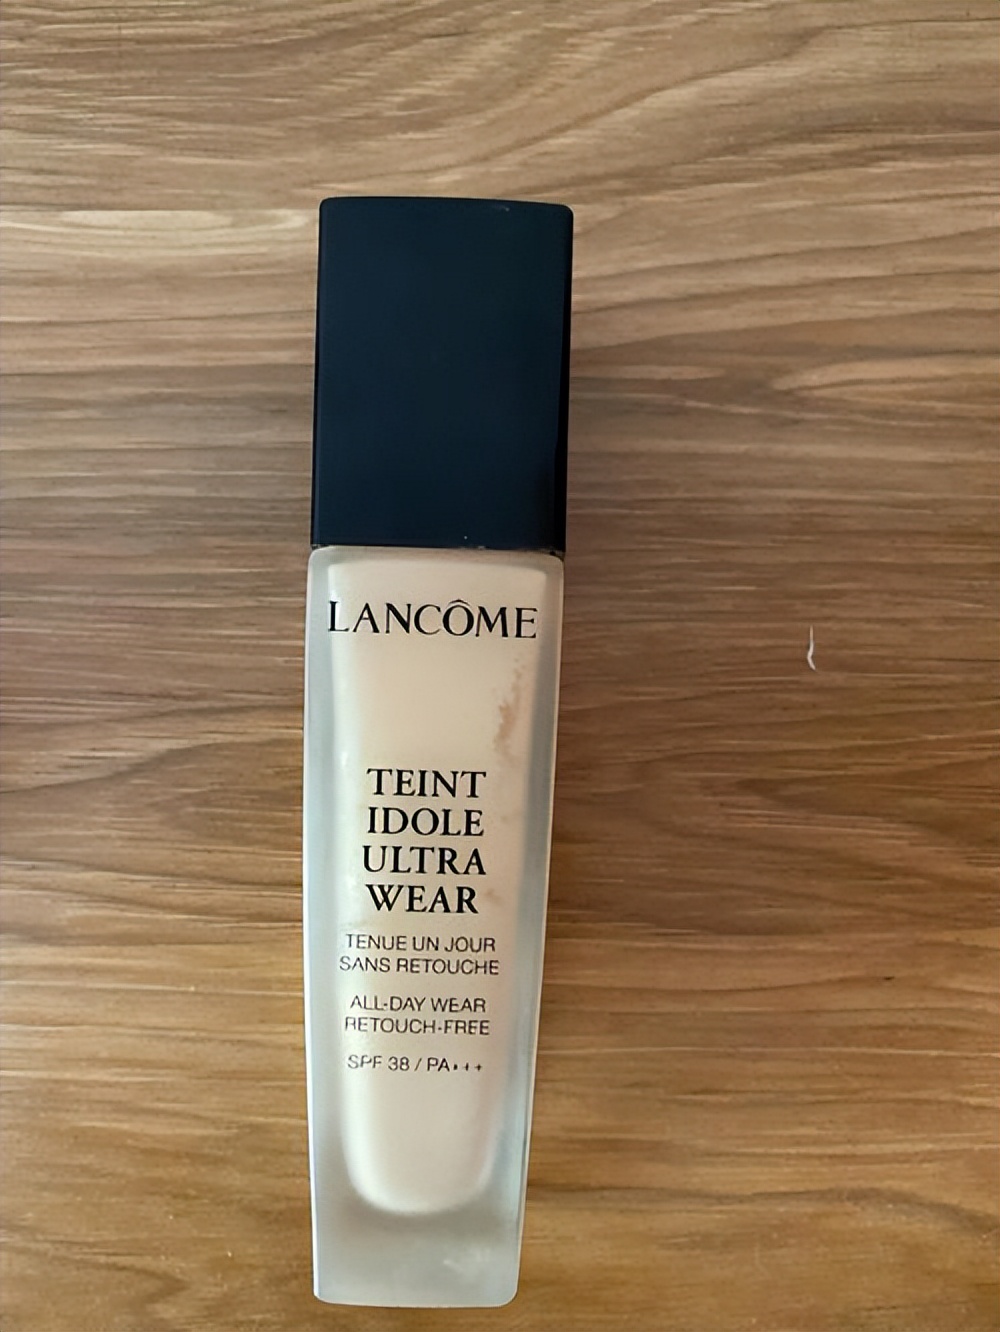 LANCÔME
TEINT
IDOLE
ULTRA
WEAR
TENUE UN JOUR
SANS RETOUCHE
ALL-DAY WEAR
RETOUCH-FREE
SPF 38 / PA+++